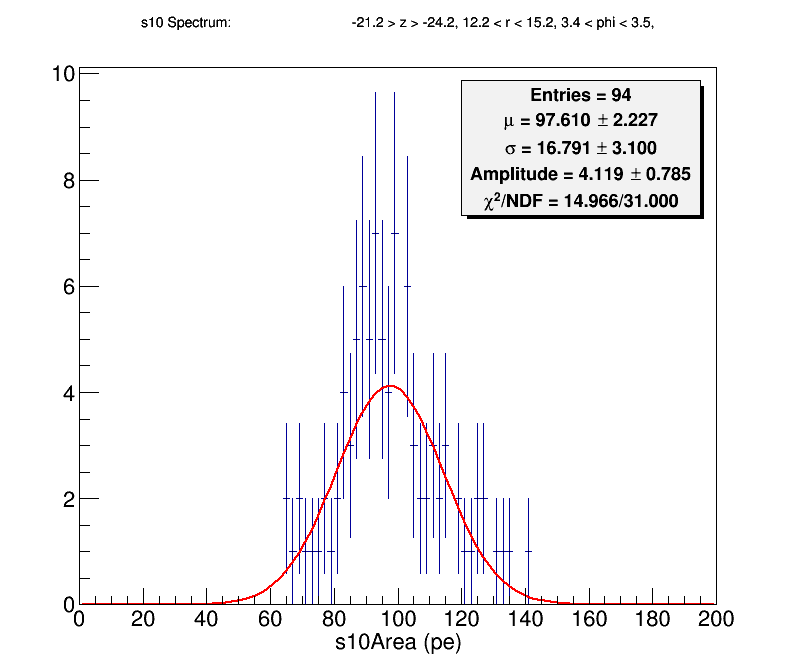 s10 Spectrum: -21.2 > z > -24.2, 12.2 < r < 15.2, 3.4 < phi < 3.5,
Entries = 94
μ = 97.610 ± 2.227
σ = 16.791 ± 3.100
Amplitude = 4.119 ± 0.785
χ²/NDF = 14.966/31.000
10
8
6
4
2
0
0 20 40 60 80 100 120 140 160 180 200
s10Area (pe)